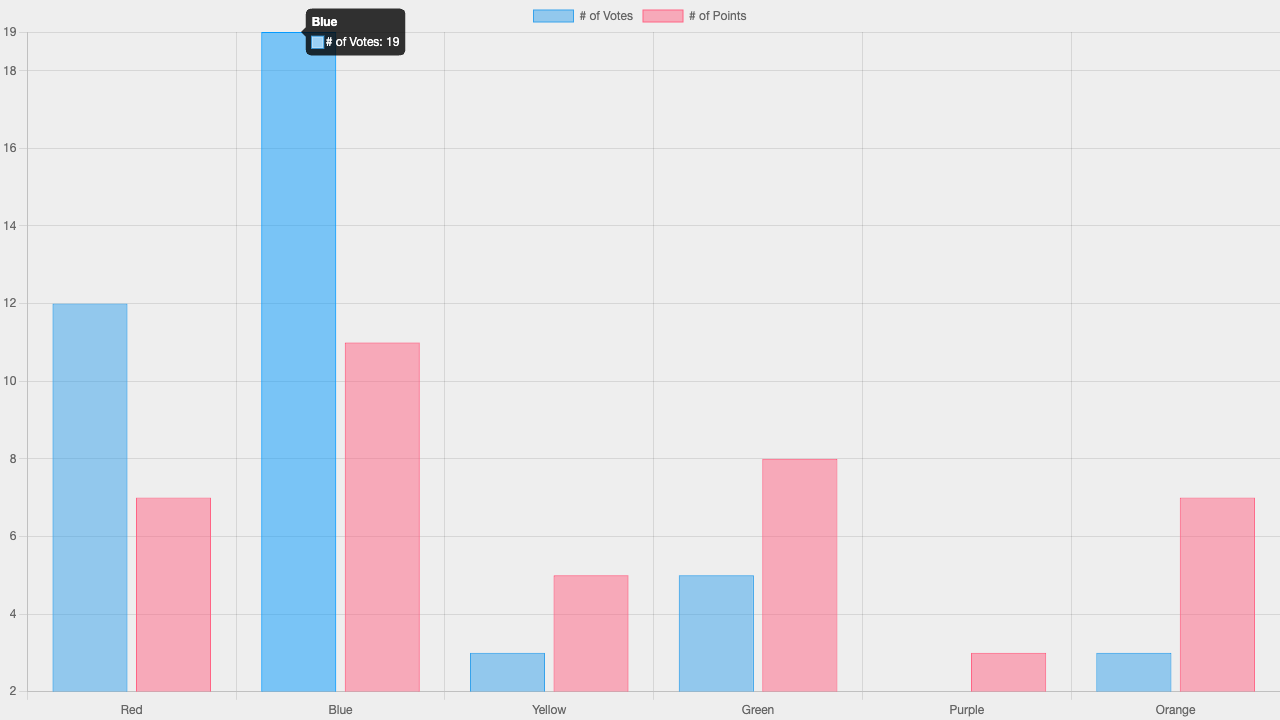 # of Votes # of Points
Blue
# of Votes: 19
19
18
16
14
12
10
8
6
4
2
Red Blue Yellow Green Purple Orange